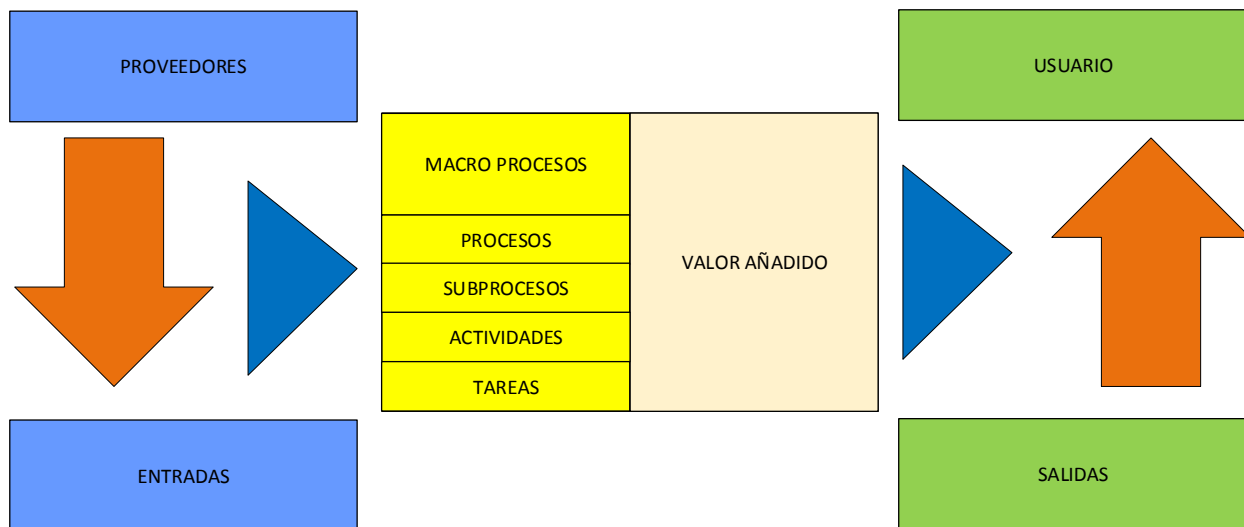 PROVEEDORES
USUARIO
MACRO PROCESOS
PROCESOS
SUBPROCESOS
ACTIVIDADES
TAREAS
VALOR AÑADIDO
ENTRADAS
SALIDAS